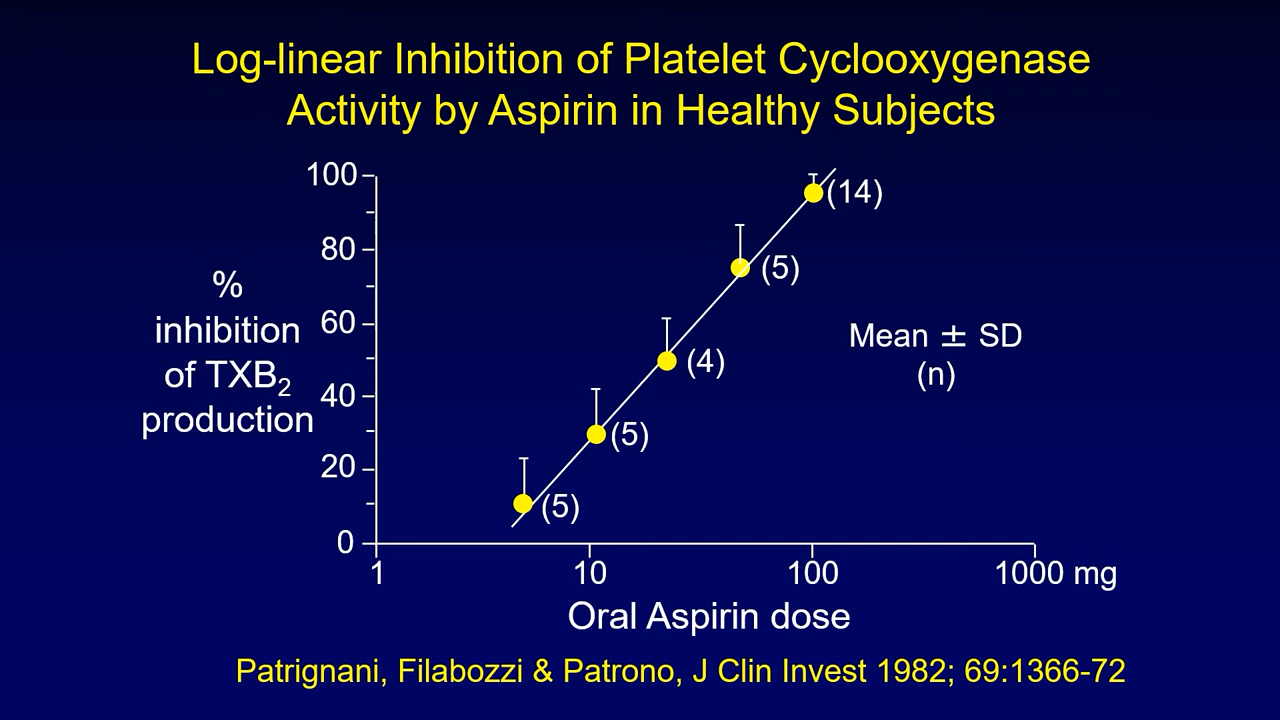 Log-linear Inhibition of Platelet Cyclooxygenase
Activity by Aspirin in Healthy Subjects
100
80
60
40
20
0
%
inhibition
of TXB₂
production
(14)
(5)
(4)
(5)
(5)
Mean ± SD
(n)
1 10 100 1000 mg
Oral Aspirin dose
Patrignani, Filabozzi & Patrono, J Clin Invest 1982; 69:1366-72